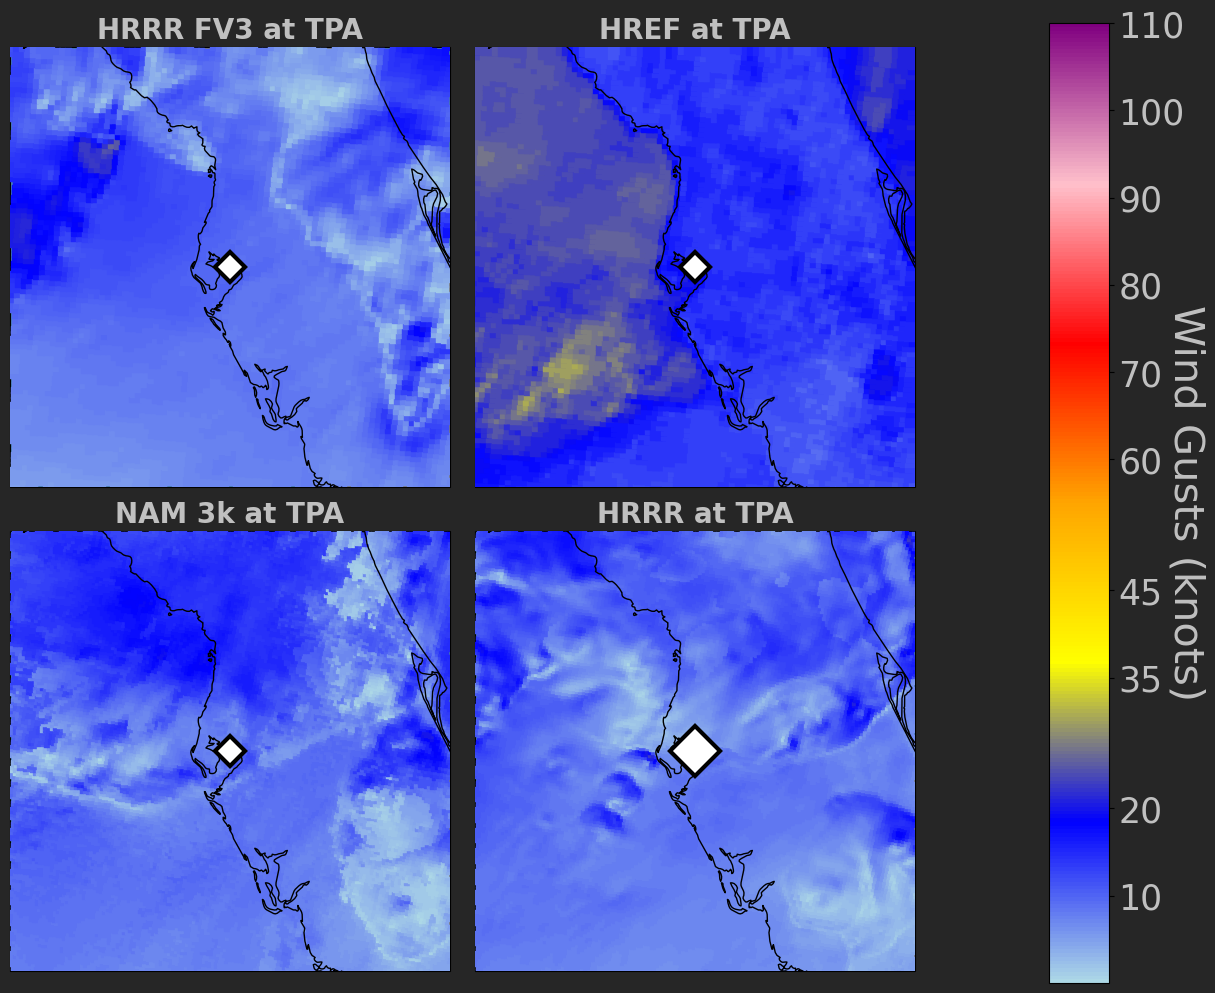 HRRR FV3 at TPA
HREF at TPA
NAM 3k at TPA
HRRR at TPA
110
100
90
80
70
60
45
35
20
10
Wind Gusts (knots)